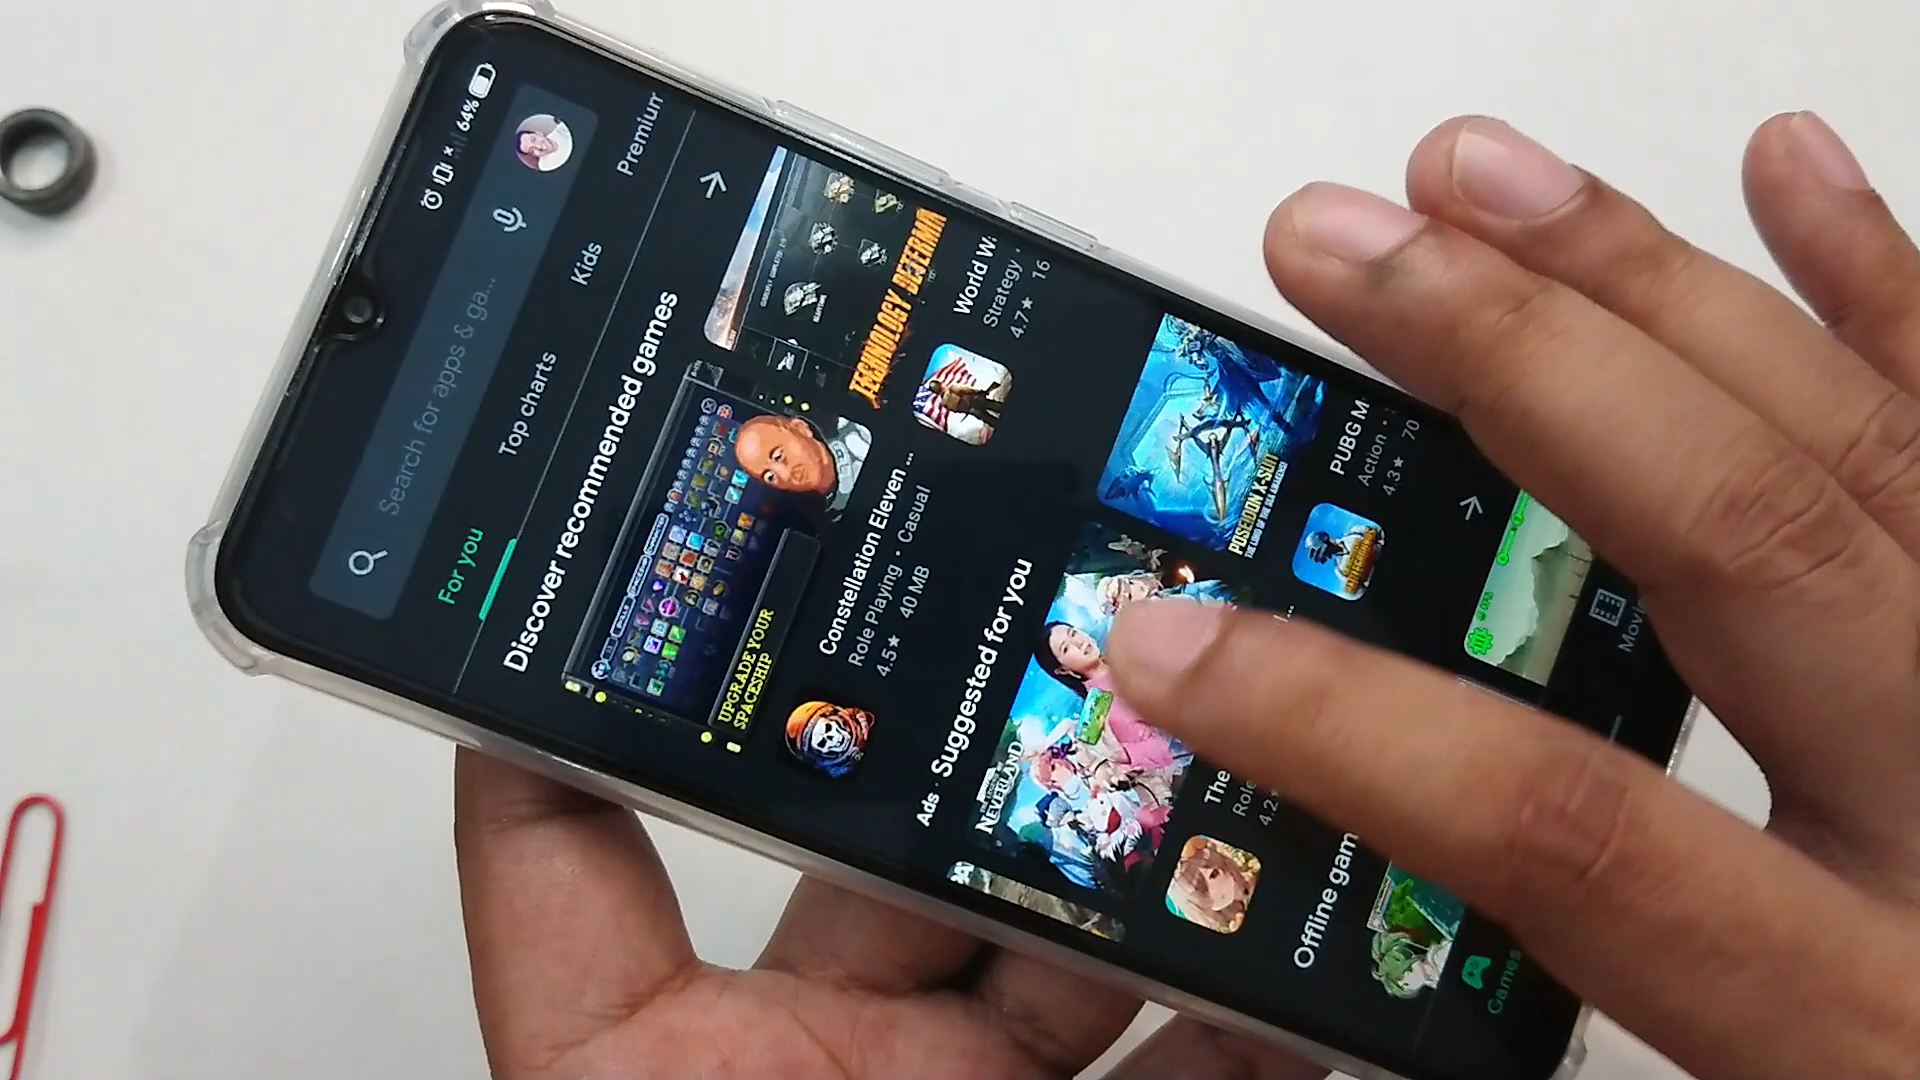 64%
Search for apps & ga...
For you
Top charts
Kids
Premium
Discover recommended games
UPGRADE YOUR
SPACESHIP
Constellation Eleven ...
Role Playing • Casual
4.5★ 40 MB
TECHNOLOGY DETERMIN
World W
Strategy •
4.7★ 16
Ads · Suggested for you
NEVERLAND
The
Role
4.2
POSEIDON X-SUIT
PUBG M
Action •
4.3★ 70
Offline gam
Games
Movi